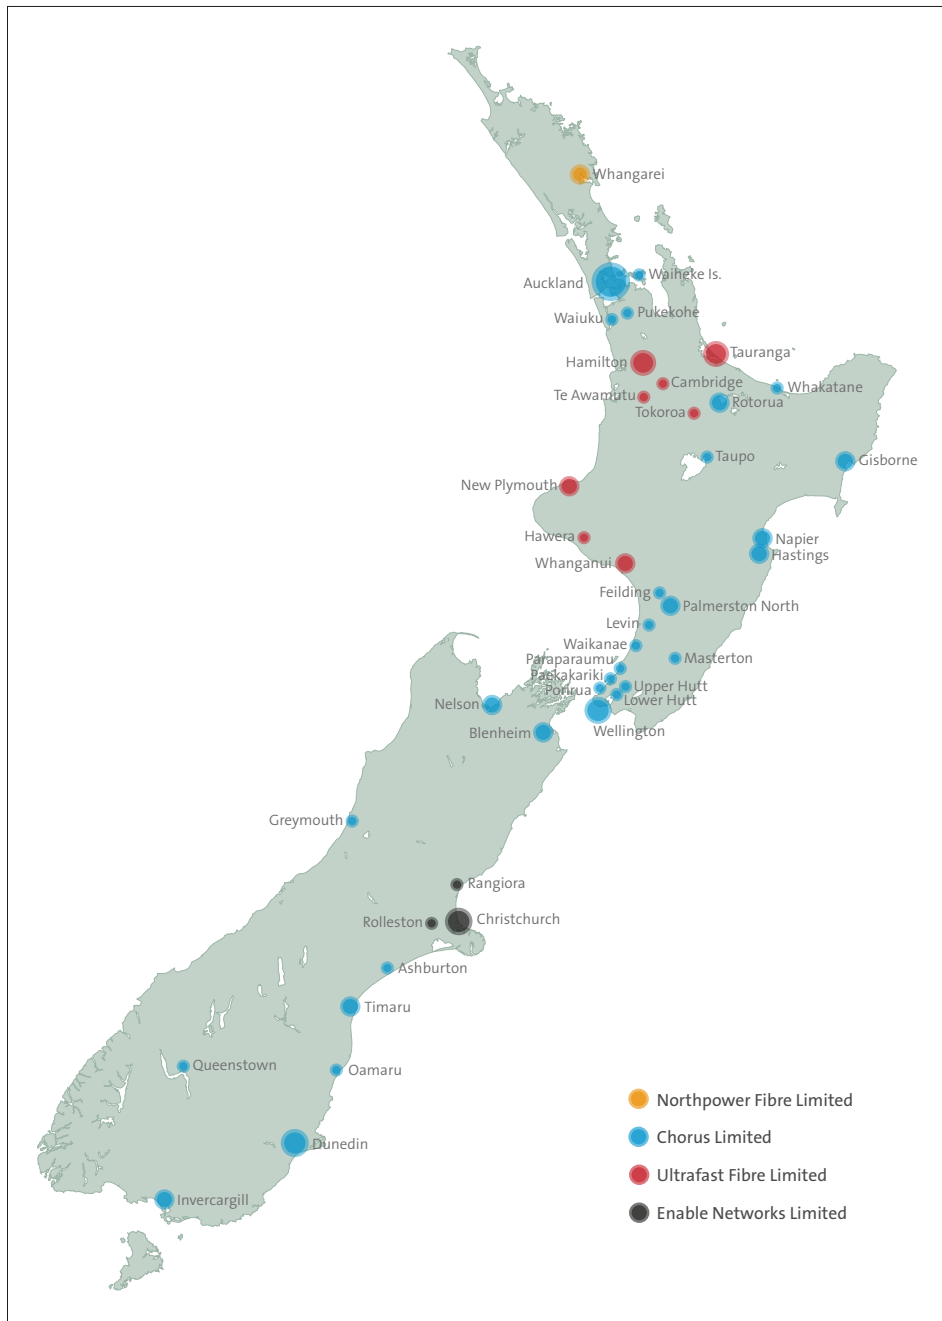 Whangarei
Auckland
Waiheke Is.
Waiuku
Pukekohe
Hamilton
Tauranga
Cambridge
Te Awamutu
Whakatane
Tokoroa
Rotorua
Taupo
Gisborne
New Plymouth
Hawera
Napier
Hastings
Whanganui
Feilding
Palmerston North
Levin
Waikanae
Masterton
Paraparaumu
Paekakariki
Porirua
Upper Hutt
Lower Hutt
Wellington
Nelson
Blenheim
Greymouth
Rangiora
Rolleston
Christchurch
Ashburton
Timaru
Queenstown
Oamaru
Dunedin
Invercargill
Northpower Fibre Limited
Chorus Limited
Ultrafast Fibre Limited
Enable Networks Limited